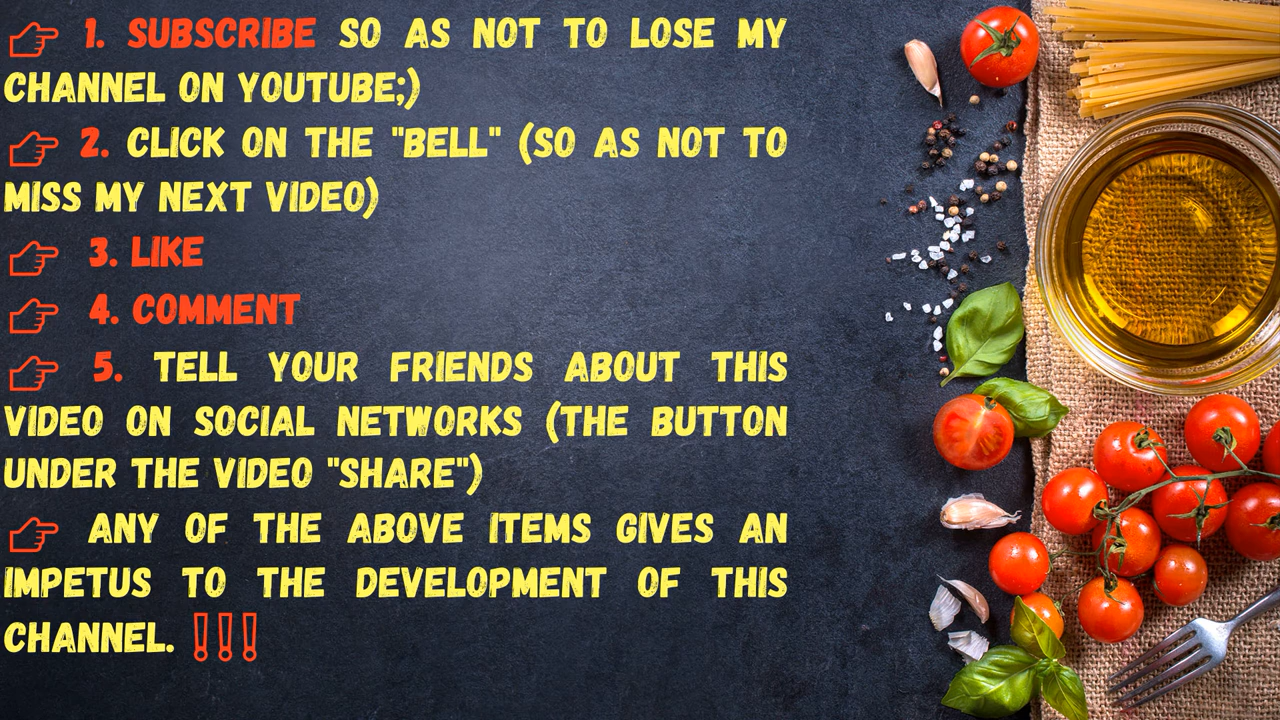 👉 1. SUBSCRIBE SO AS NOT TO LOSE MY
CHANNEL ON YOUTUBE;)
👉 2. CLICK ON THE "BELL" (SO AS NOT TO
MISS MY NEXT VIDEO)
👉 3. LIKE
👉 4. COMMENT
👉 5. TELL YOUR FRIENDS ABOUT THIS
VIDEO ON SOCIAL NETWORKS (THE BUTTON
UNDER THE VIDEO "SHARE")
👉 ANY OF THE ABOVE ITEMS GIVES AN
IMPETUS TO THE DEVELOPMENT OF THIS
CHANNEL. !!!